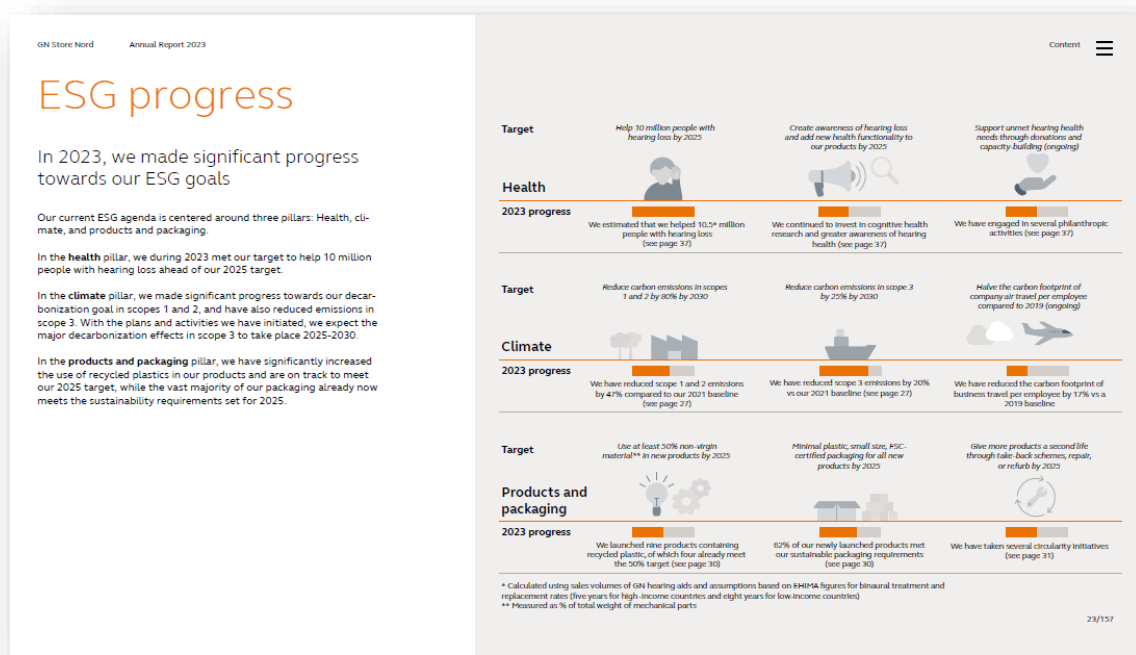 GN Store Nord Annual Report 2023
Content
ESG progress
In 2023, we made significant progress
towards our ESG goals
Our current ESG agenda is centered around three pillars: Health, cli-
mate, and products and packaging.
In the health pillar, we during 2023 met our target to help 10 million
people with hearing loss ahead of our 2025 target.
In the climate pillar, we made significant progress towards our decar-
bonization goal in scopes 1 and 2, and have also reduced emissions in
scope 3. With the plans and activities we have initiated, we expect the
major decarbonization effects in scope 3 to take place 2025-2030.
In the products and packaging pillar, we have significantly increased
the use of recycled plastics in our products and are on track to meet
our 2025 target, while the vast majority of our packaging already now
meets the sustainability requirements set for 2025.
Target
Help 10 million people with
hearing loss by 2025
Create awareness of hearing loss
and add new health functionality to
our products by 2025
Support unmet hearing health
needs through donations and
capacity-building (ongoing)
Health
2023 progress
We estimated that we helped 10.5* million
people with hearing loss
(see page 37)
We continued to invest in cognitive health
research and greater awareness of hearing
health (see page 37)
We have engaged in several philanthropic
activities (see page 37)
Target
Reduce carbon emissions in scopes
1 and 2 by 80% by 2030
Reduce carbon emissions in scope 3
by 25% by 2030
Halve the carbon footprint of
company air travel per employee
compared to 2019 (ongoing)
Climate
2023 progress
We have reduced scope 1 and 2 emissions
by 47% compared to our 2021 baseline
(see page 27)
We have reduced scope 3 emissions by 20%
vs our 2021 baseline (see page 27)
We have reduced the carbon footprint of
business travel per employee by 17% vs a
2019 baseline
Target
Use at least 50% non-virgin
material** in new products by 2025
Minimal plastic, small size, FSC-
certified packaging for all new
products by 2025
Give more products a second life
through take-back schemes, repair,
or refurb by 2025
Products and
packaging
2023 progress
We launched nine products containing
recycled plastic, of which four already meet
the 50% target (see page 30)
62% of our newly launched products met
our sustainable packaging requirements
(see page 30)
We have taken several circularity initiatives
(see page 31)
* Calculated using sales volumes of GN hearing aids and assumptions based on EHIMA figures for binaural treatment and
replacement rates (five years for high-income countries and eight years for low-income countries)
** Measured as % of total weight of mechanical parts
23/157